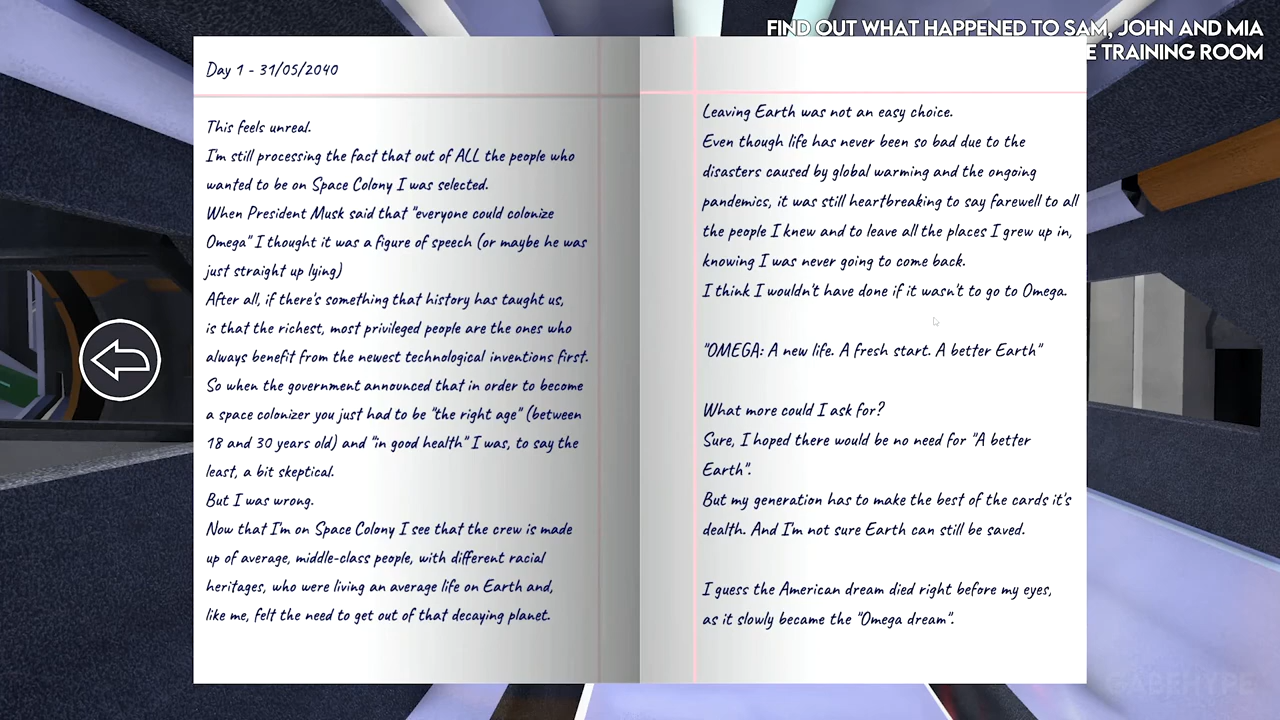 FIND OUT WHAT HAPPENED TO SAM, JOHN AND MIA
E TRAINING ROOM
Day 1 - 31/05/2040
This feels unreal.
I'm still processing the fact that out of ALL the people who
wanted to be on Space Colony I was selected.
When President Musk said that "everyone could colonize
Omega" I thought it was a figure of speech (or maybe he was
just straight up lying)
After all, if there's something that history has taught us,
is that the richest, most privileged people are the ones who
always benefit from the newest technological inventions first.
So when the government announced that in order to become
a space colonizer you just had to be "the right age" (between
18 and 30 years old) and "in good health" I was, to say the
least, a bit skeptical.
But I was wrong.
Now that I'm on Space Colony I see that the crew is made
up of average, middle-class people, with different racial
heritages, who were living an average life on Earth and,
like me, felt the need to get out of that decaying planet.
Leaving Earth was not an easy choice.
Even though life has never been so bad due to the
disasters caused by global warming and the ongoing
pandemics, it was still heartbreaking to say farewell to all
the people I knew and to leave all the places I grew up in,
knowing I was never going to come back.
I think I wouldn't have done if it wasn't to go to Omega.
"OMEGA: A new life. A fresh start. A better Earth"
What more could I ask for?
Sure, I hoped there would be no need for "A better
Earth".
But my generation has to make the best of the cards it's
dealth. And I'm not sure Earth can still be saved.
I guess the American dream died right before my eyes,
as it slowly became the "Omega dream".
GABEHYPE